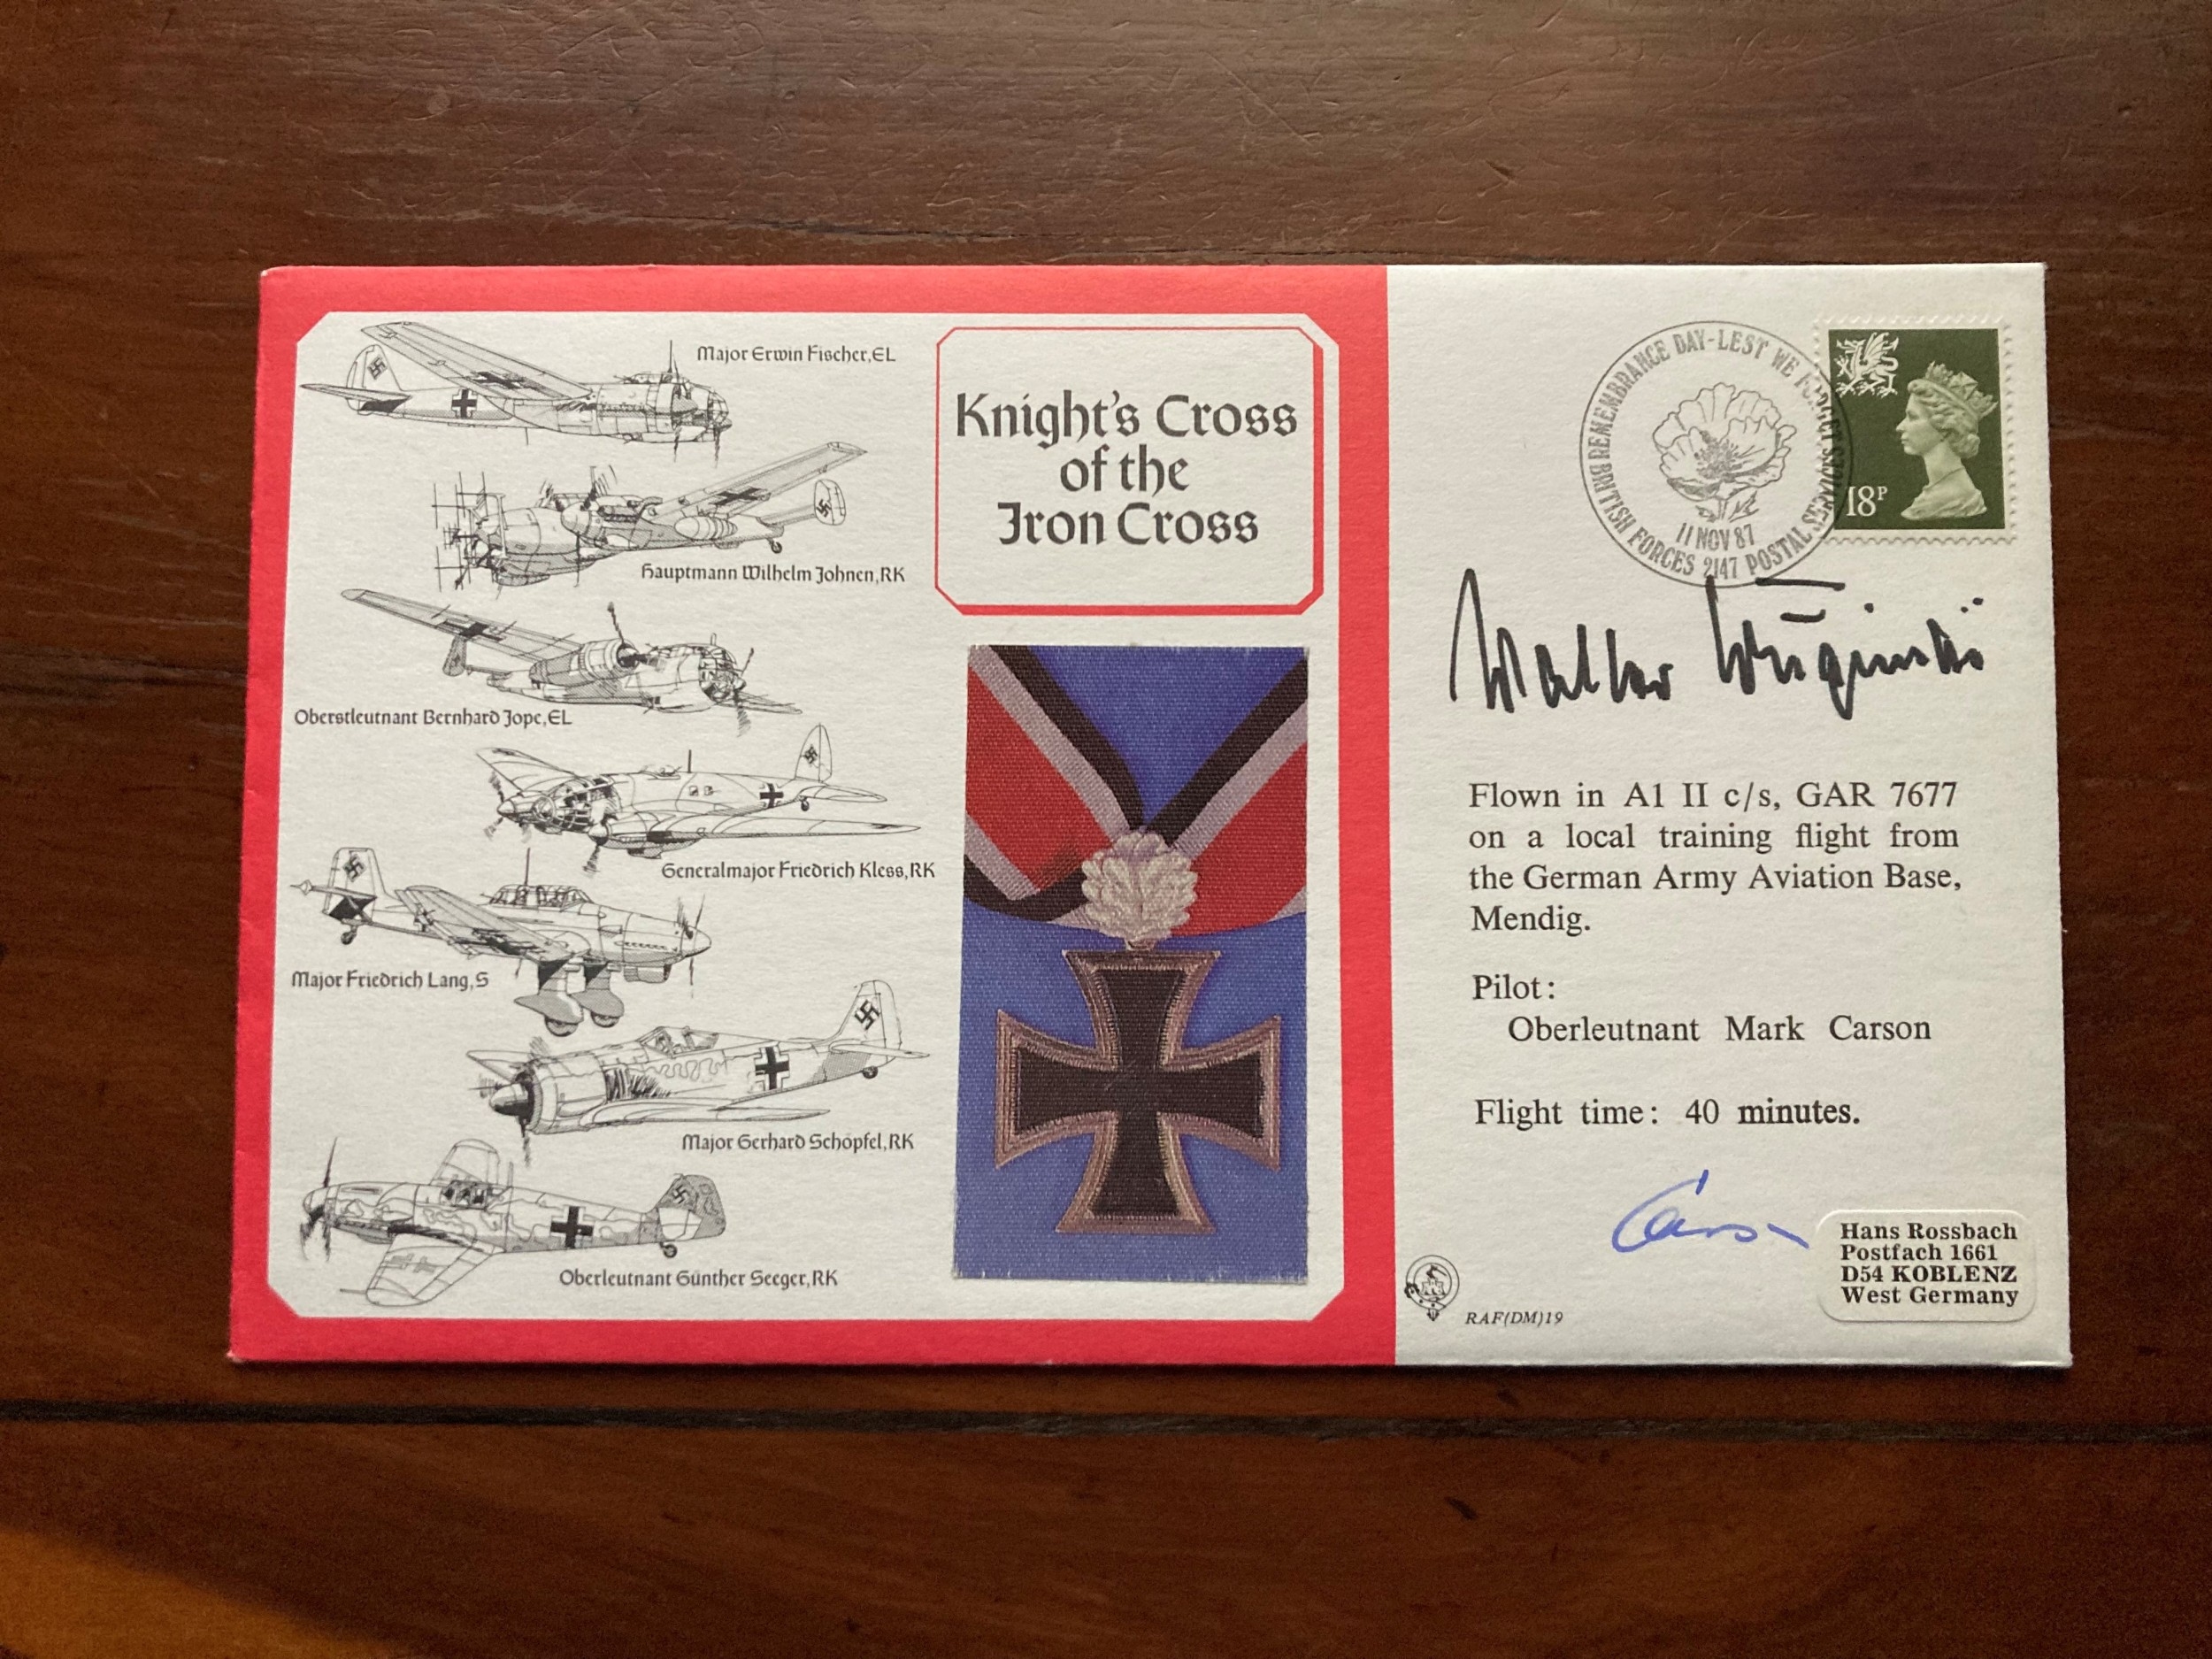 Major Erwin Fischer,EL
Hauptmann Wilhelm Johnen,RK
Oberstleutnant Bernhard Jope,EL
Generalmajor Friedrich Kless,RK
Major Friedrich Lang,S
Major Gerhard Schöpfel,RK
Oberleutnant Günther Seeger,RK
Knight's Cross
of the
Iron Cross
REMEMBRANCE DAY-LEST WE FORGET
11 NOV 87
BRITISH FORCES 2147 POSTAL SERVICES
18P
Walter
Flown in A1 II c/s, GAR 7677
on a local training flight from
the German Army Aviation Base,
Mendig.
Pilot:
Oberleutnant Mark Carson
Flight time: 40 minutes.
Carson
RAF(DM)19
Hans Rossbach
Postfach 1661
D54 KOBLENZ
West Germany